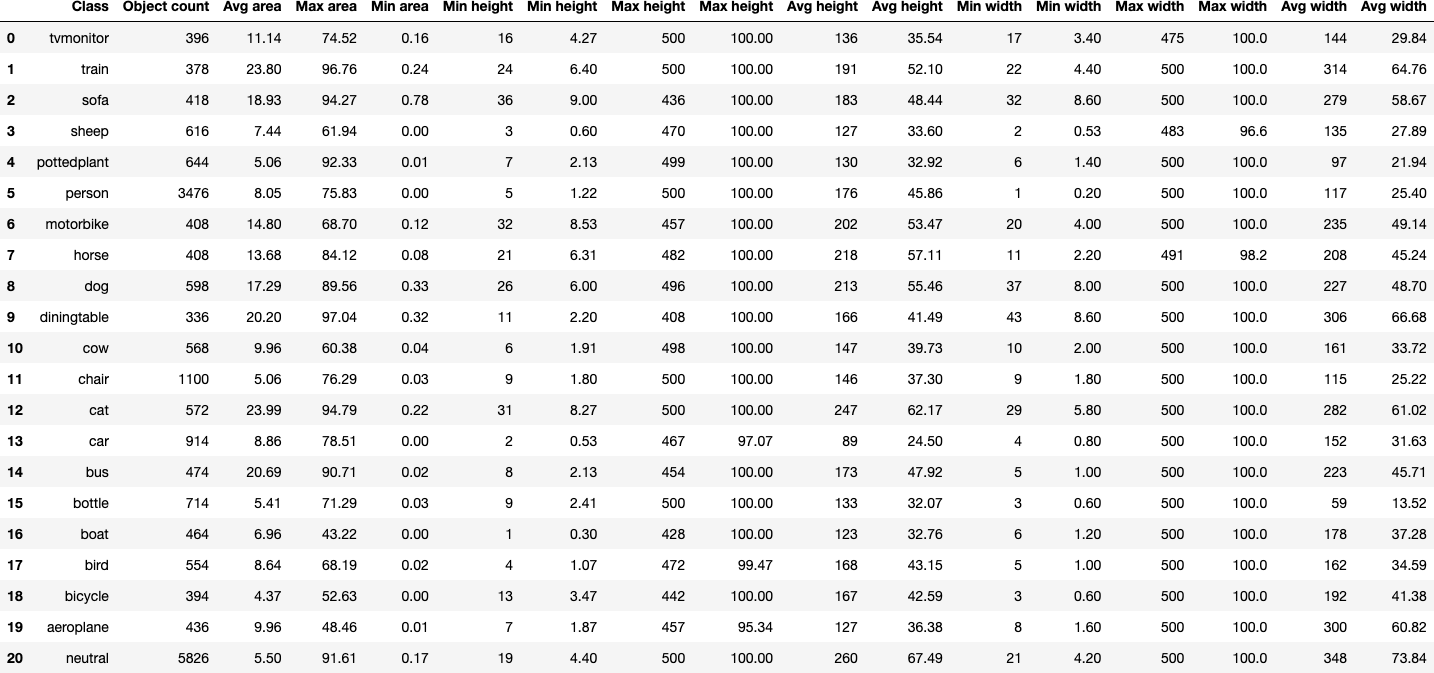 Class Object count Avg area Max area Min area Min height Min height Max height Max height Avg height Avg height Min width Min width Max width Max width Avg width Avg width
0 tvmonitor 396 11.14 74.52 0.16 16 4.27 500 100.00 136 35.54 17 3.40 475 100.0 144 29.84
1 train 378 23.80 96.76 0.24 24 6.40 500 100.00 191 52.10 22 4.40 500 100.0 314 64.76
2 sofa 418 18.93 94.27 0.78 36 9.00 436 100.00 183 48.44 32 8.60 500 100.0 279 58.67
3 sheep 616 7.44 61.94 0.00 3 0.60 470 100.00 127 33.60 2 0.53 483 96.6 135 27.89
4 pottedplant 644 5.06 92.33 0.01 7 2.13 499 100.00 130 32.92 6 1.40 500 100.0 97 21.94
5 person 3476 8.05 75.83 0.00 5 1.22 500 100.00 176 45.86 1 0.20 500 100.0 117 25.40
6 motorbike 408 14.80 68.70 0.12 32 8.53 457 100.00 202 53.47 20 4.00 500 100.0 235 49.14
7 horse 408 13.68 84.12 0.08 21 6.31 482 100.00 218 57.11 11 2.20 491 98.2 208 45.24
8 dog 598 17.29 89.56 0.33 26 6.00 496 100.00 213 55.46 37 8.00 500 100.0 227 48.70
9 diningtable 336 20.20 97.04 0.32 11 2.20 408 100.00 166 41.49 43 8.60 500 100.0 306 66.68
10 cow 568 9.96 60.38 0.04 6 1.91 498 100.00 147 39.73 10 2.00 500 100.0 161 33.72
11 chair 1100 5.06 76.29 0.03 9 1.80 500 100.00 146 37.30 9 1.80 500 100.0 115 25.22
12 cat 572 23.99 94.79 0.22 31 8.27 500 100.00 247 62.17 29 5.80 500 100.0 282 61.02
13 car 914 8.86 78.51 0.00 2 0.53 467 97.07 89 24.50 4 0.80 500 100.0 152 31.63
14 bus 474 20.69 90.71 0.02 8 2.13 454 100.00 173 47.92 5 1.00 500 100.0 223 45.71
15 bottle 714 5.41 71.29 0.03 9 2.41 500 100.00 133 32.07 3 0.60 500 100.0 59 13.52
16 boat 464 6.96 43.22 0.00 1 0.30 428 100.00 123 32.76 6 1.20 500 100.0 178 37.28
17 bird 554 8.64 68.19 0.02 4 1.07 472 99.47 168 43.15 5 1.00 500 100.0 162 34.59
18 bicycle 394 4.37 52.63 0.00 13 3.47 442 100.00 167 42.59 3 0.60 500 100.0 192 41.38
19 aeroplane 436 9.96 48.46 0.01 7 1.87 457 95.34 127 36.38 8 1.60 500 100.0 300 60.82
20 neutral 5826 5.50 91.61 0.17 19 4.40 500 100.00 260 67.49 21 4.20 500 100.0 348 73.84